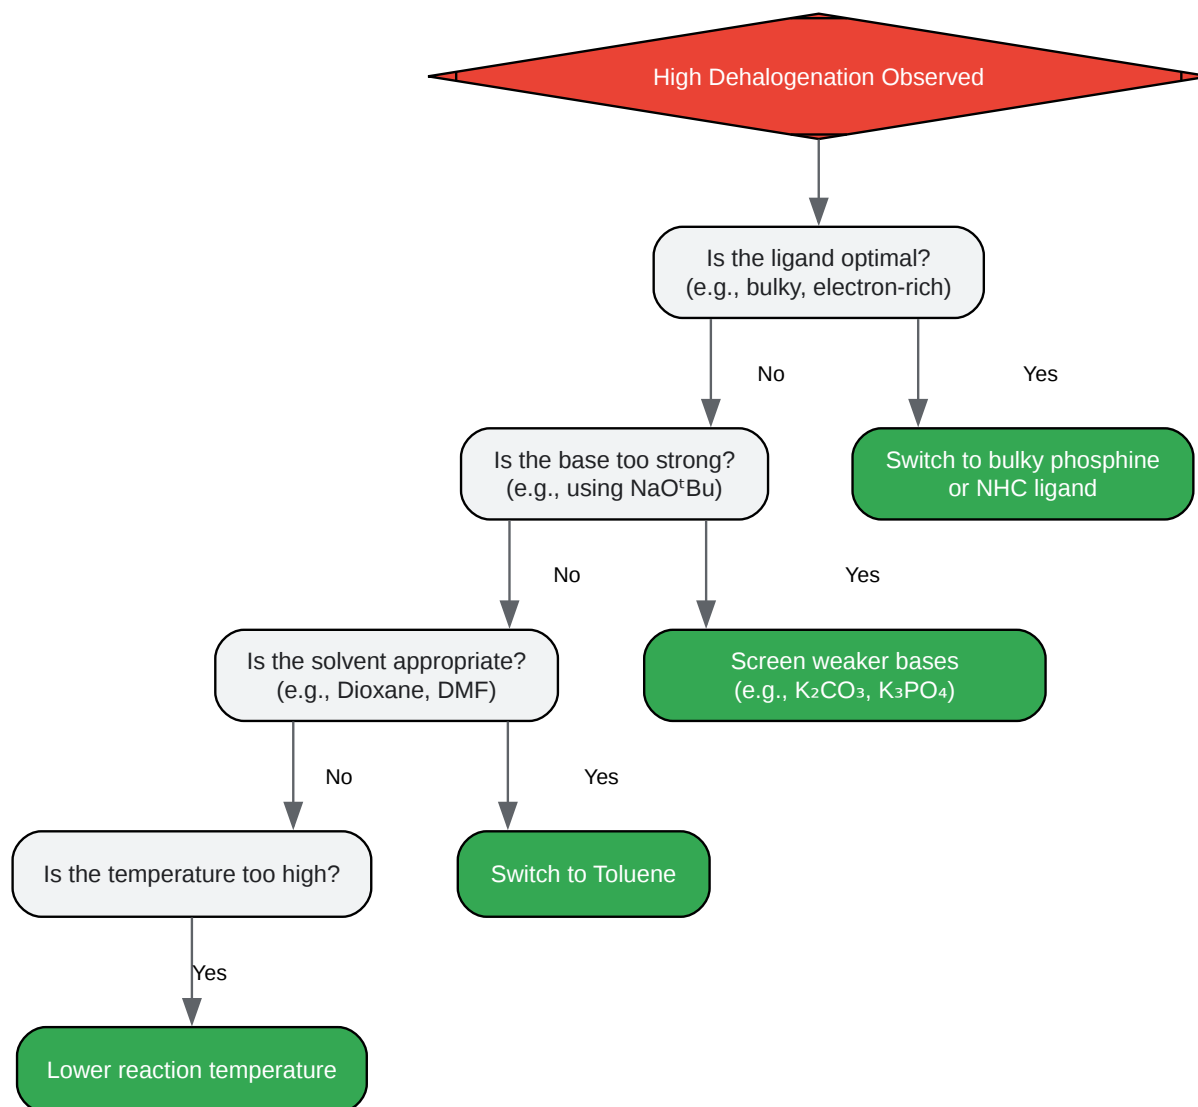 High Dehalogenation Observed
Is the ligand optimal?
(e.g., bulky, electron-rich)
No
Yes
Is the base too strong?
(e.g., using NaOᵗBu)
Switch to bulky phosphine
or NHC ligand
No
Yes
Is the solvent appropriate?
(e.g., Dioxane, DMF)
Screen weaker bases
(e.g., K₂CO₃, K₃PO₄)
No
Yes
Is the temperature too high?
Switch to Toluene
Yes
Lower reaction temperature